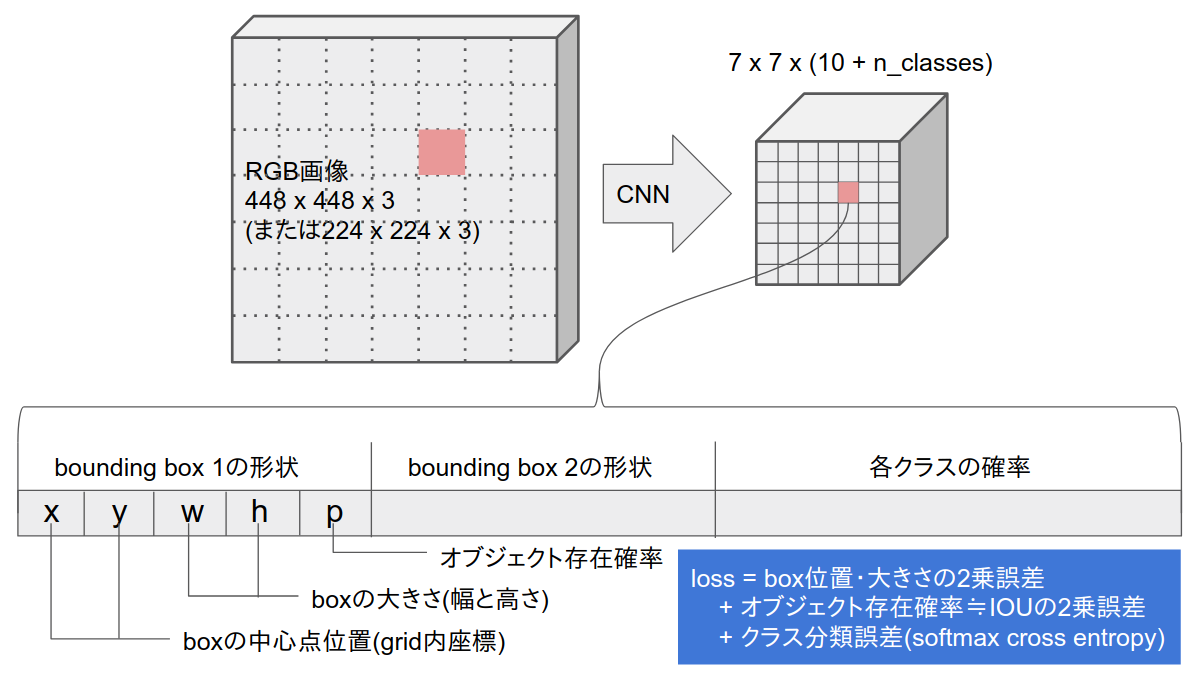 7 x 7 x (10 + n_classes)
RGB画像
448 x 448 x 3
(または224 x 224 x 3)
CNN
bounding box 1の形状
bounding box 2の形状
各クラスの確率
x y w h p
オブジェクト存在確率
boxの大きさ(幅と高さ)
boxの中心点位置(grid内座標)
loss = box位置・大きさの2乗誤差
+ オブジェクト存在確率≒IOUの2乗誤差
+ クラス分類誤差(softmax cross entropy)